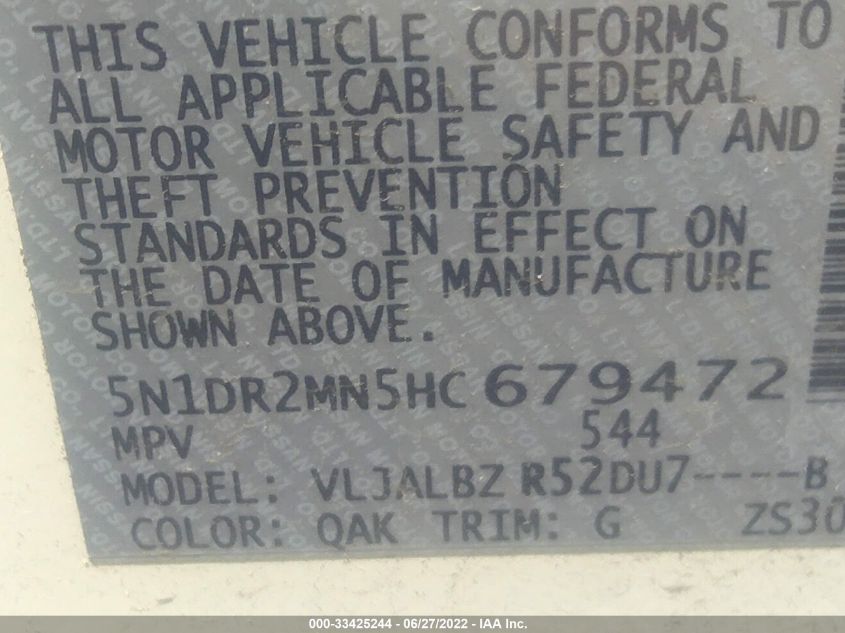 THIS VEHICLE CONFORMS TO
ALL APPLICABLE FEDERAL
MOTOR VEHICLE SAFETY AND
THEFT PREVENTION
STANDARDS IN EFFECT ON
THE DATE OF MANUFACTURE
SHOWN ABOVE.
5N1DR2MN5HC 679472
MPV 544
MODEL: VLJALBZ R52DU7----B
COLOR: QAK TRIM: G ZS30
000-33425244 - 06/27/2022 - IAA Inc.